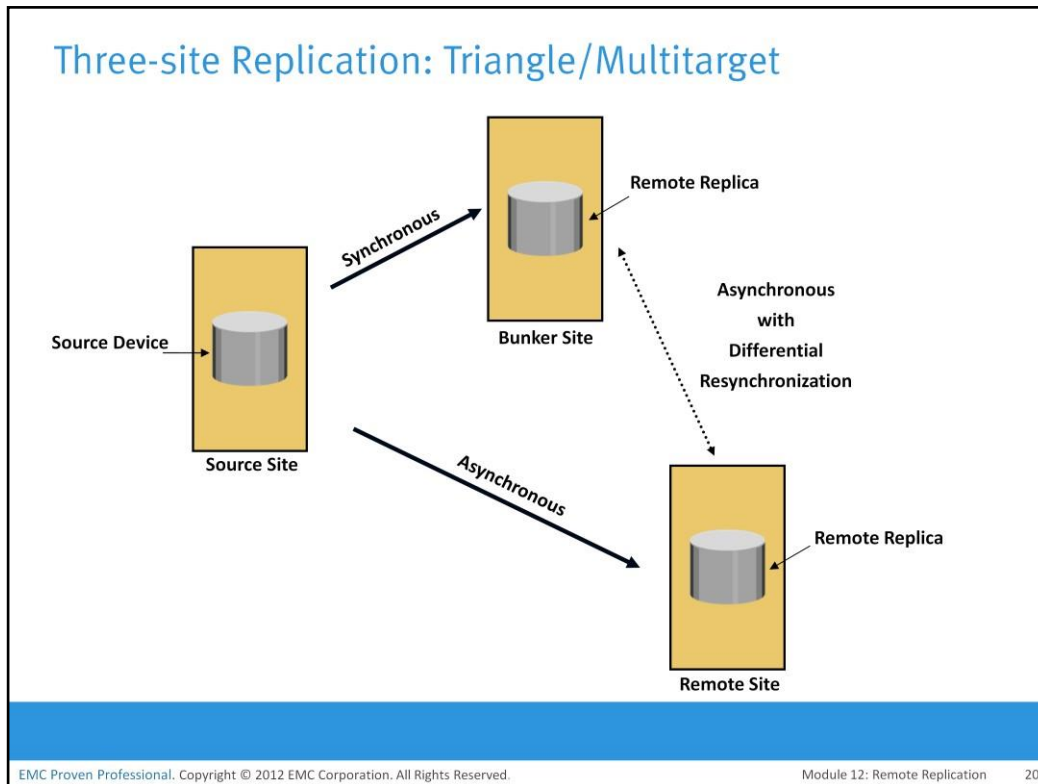 Three-site Replication: Triangle/Multitarget
Remote Replica
Synchronous
Source Device
Bunker Site
Asynchronous
with
Differential
Resynchronization
Source Site
Asynchronous
Remote Replica
Remote Site
EMC Proven Professional. Copyright © 2012 EMC Corporation. All Rights Reserved.
Module 12: Remote Replication 20